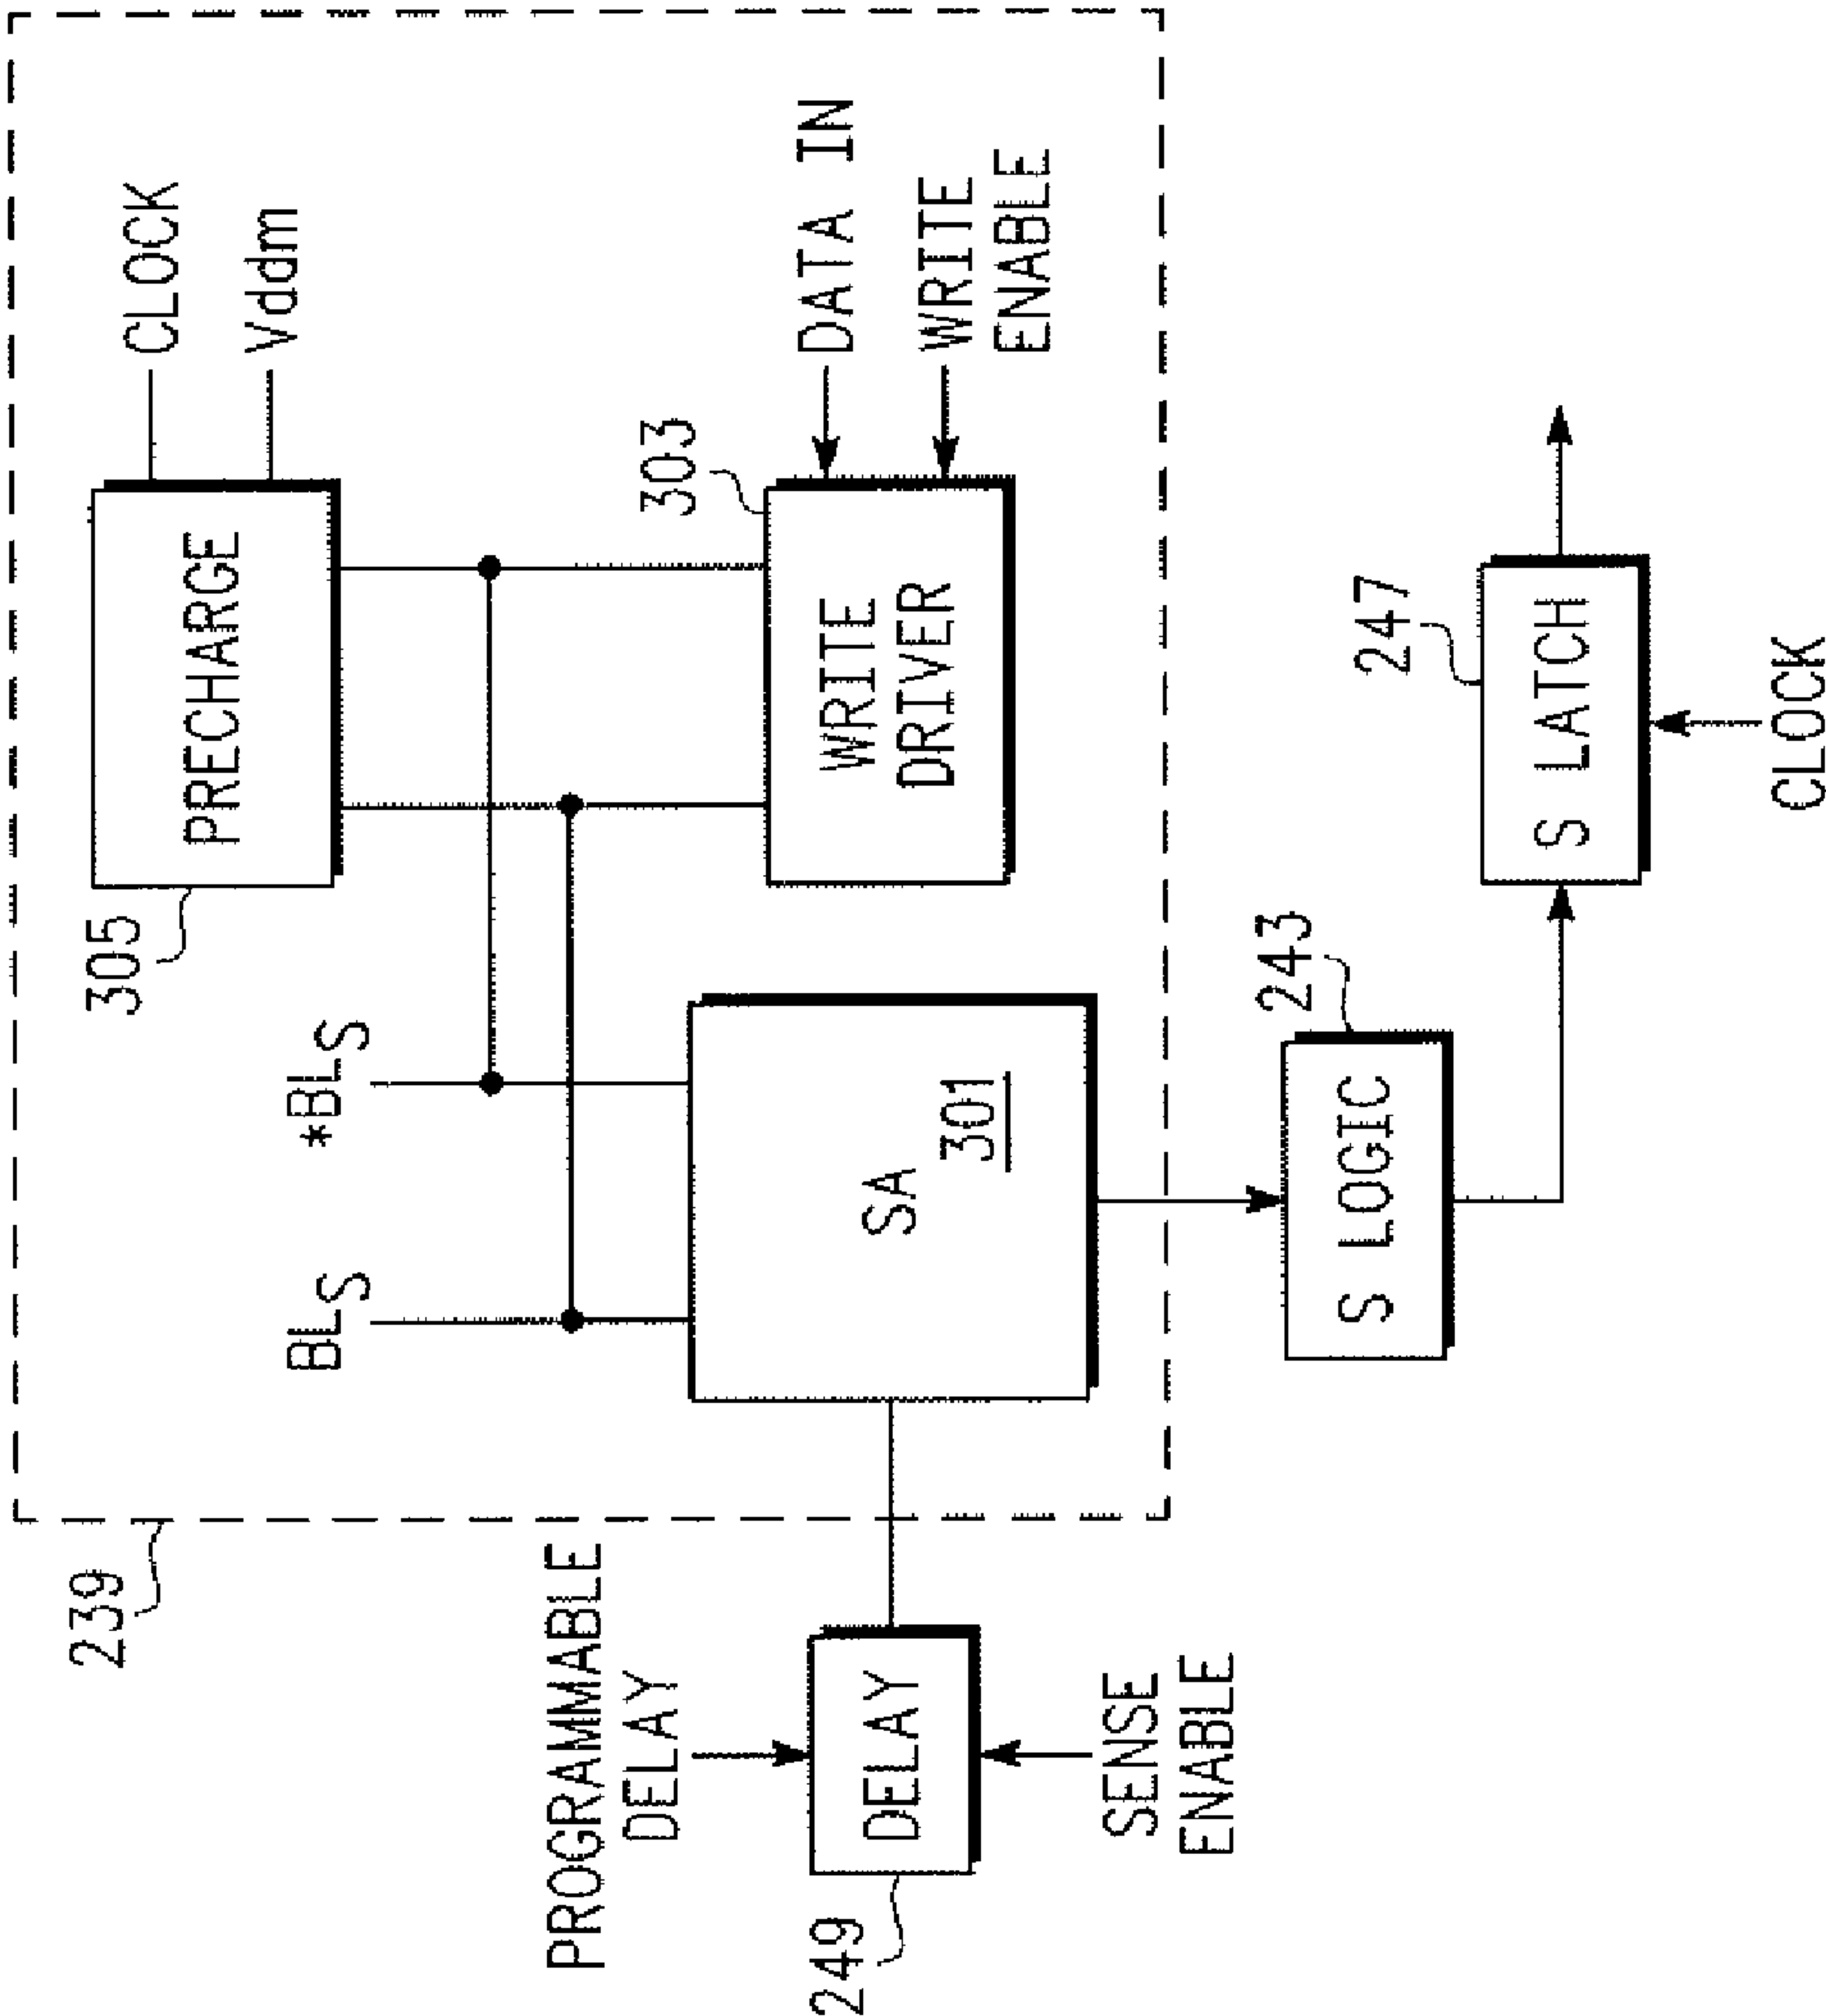 239
305
PRECHARGE
CLOCK
Vddm
BLS
*BLS
303
WRITE
DRIVER
DATA IN
WRITE
ENABLE
PROGRAMMABLE
DELAY
249
DELAY
SENSE
ENABLE
SA
301
243
S LOGIC
247
S LATCH
CLOCK